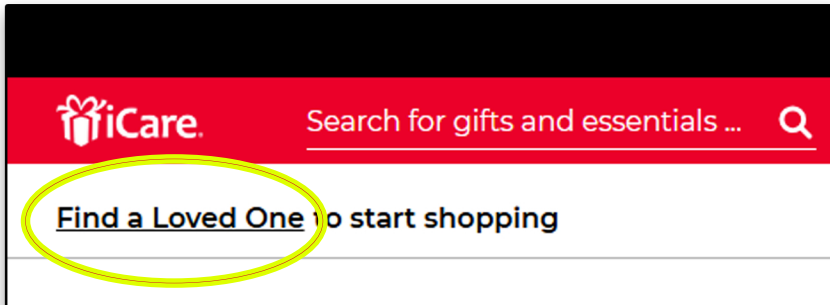 iCare.
Search for gifts and essentials ...
Find a Loved One to start shopping